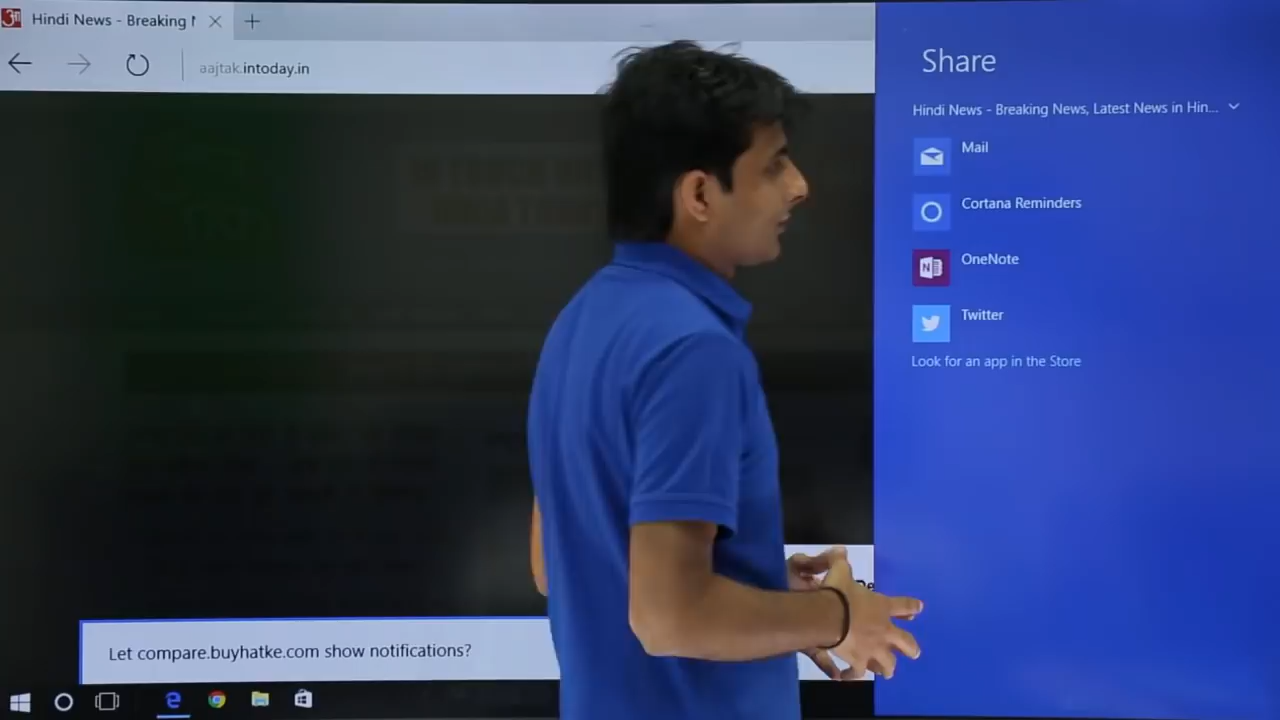 Hindi News - Breaking N
aajtak.intoday.in
Share
Hindi News - Breaking News, Latest News in Hin...
Mail
Cortana Reminders
OneNote
Twitter
Look for an app in the Store
Let compare.buyhatke.com show notifications?
De